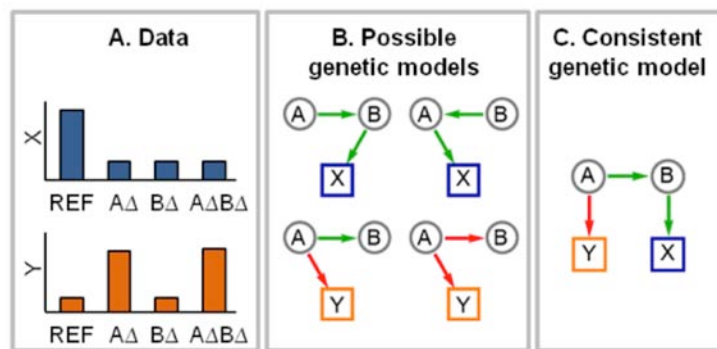 A. Data
X
REF AΔ BΔ AΔBΔ
Y
REF AΔ BΔ AΔBΔ
B. Possible
genetic models
A B A B
X X
A B A B
Y Y
C. Consistent
genetic model
A B
Y X